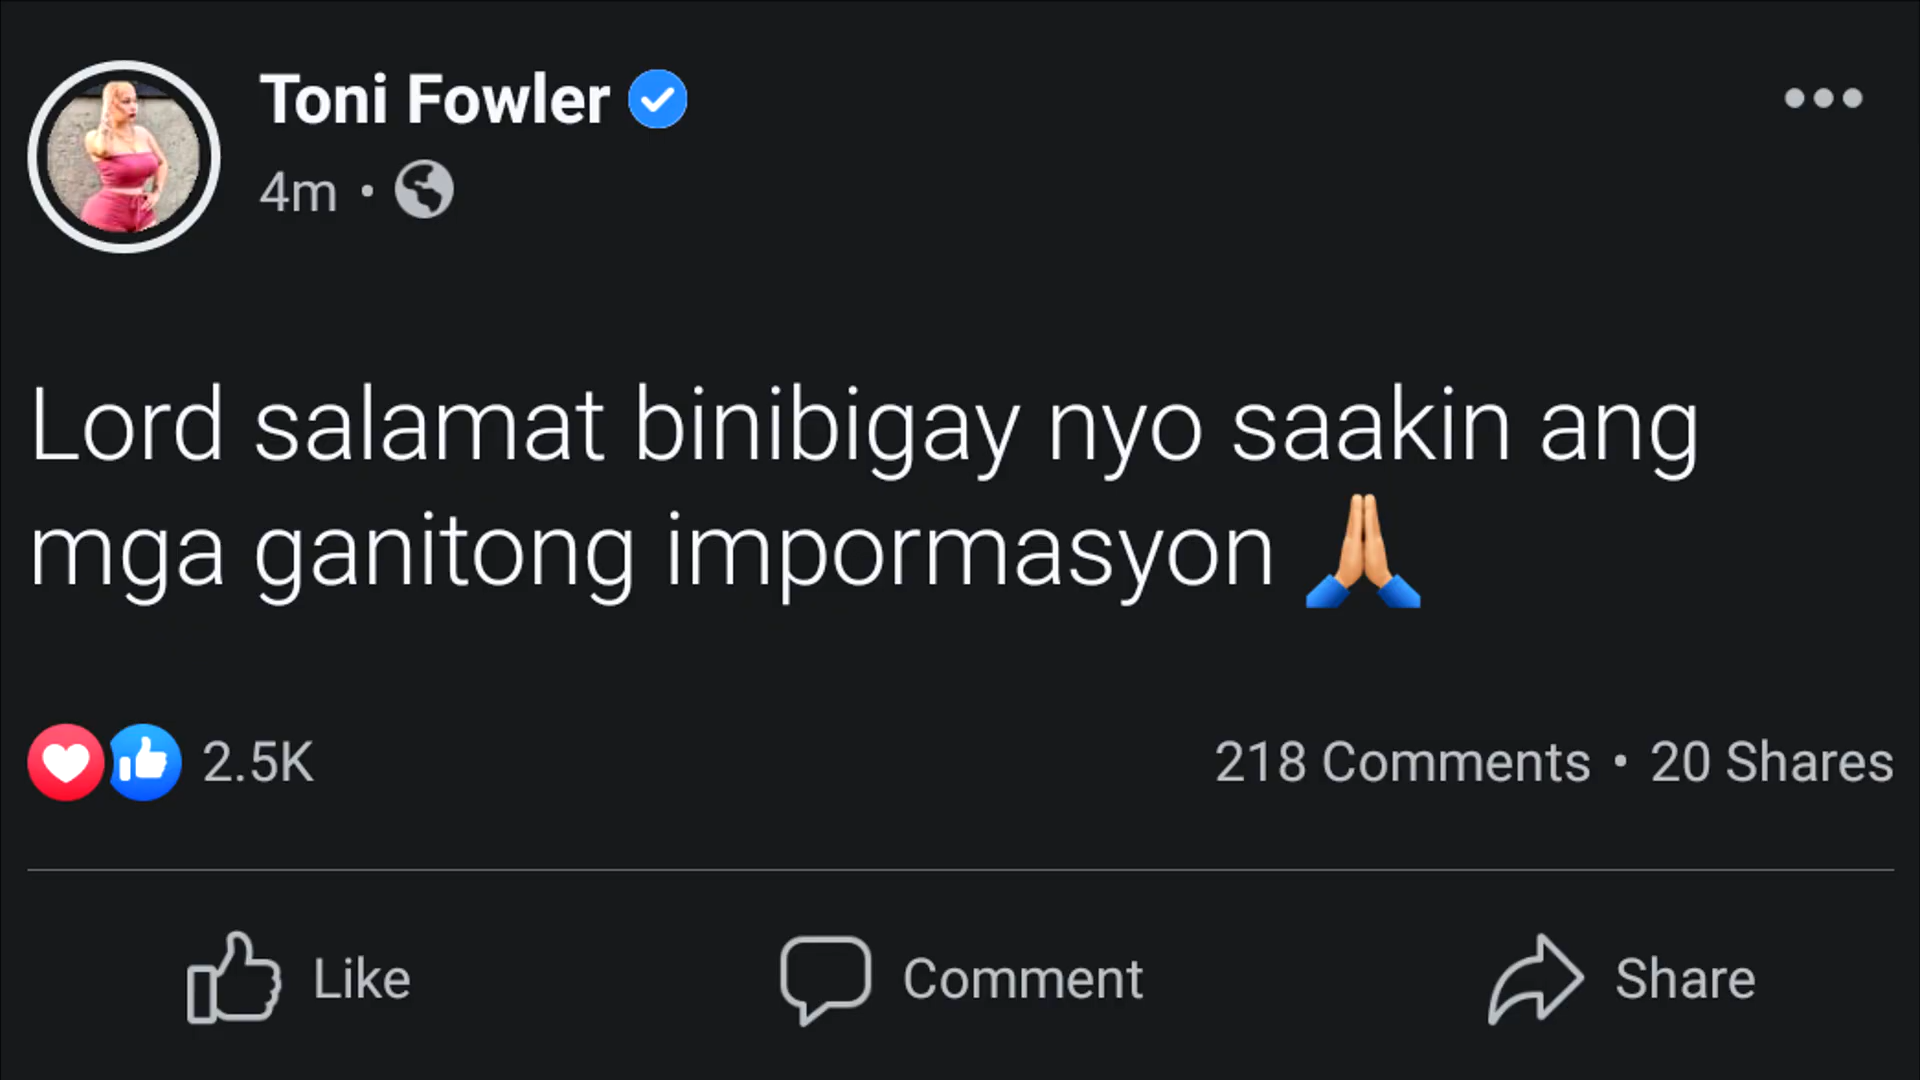 Toni Fowler
4m
Lord salamat binibigay nyo saakin ang
mga ganitong impormasyon 🙏
2.5K
218 Comments • 20 Shares
Like
Comment
Share